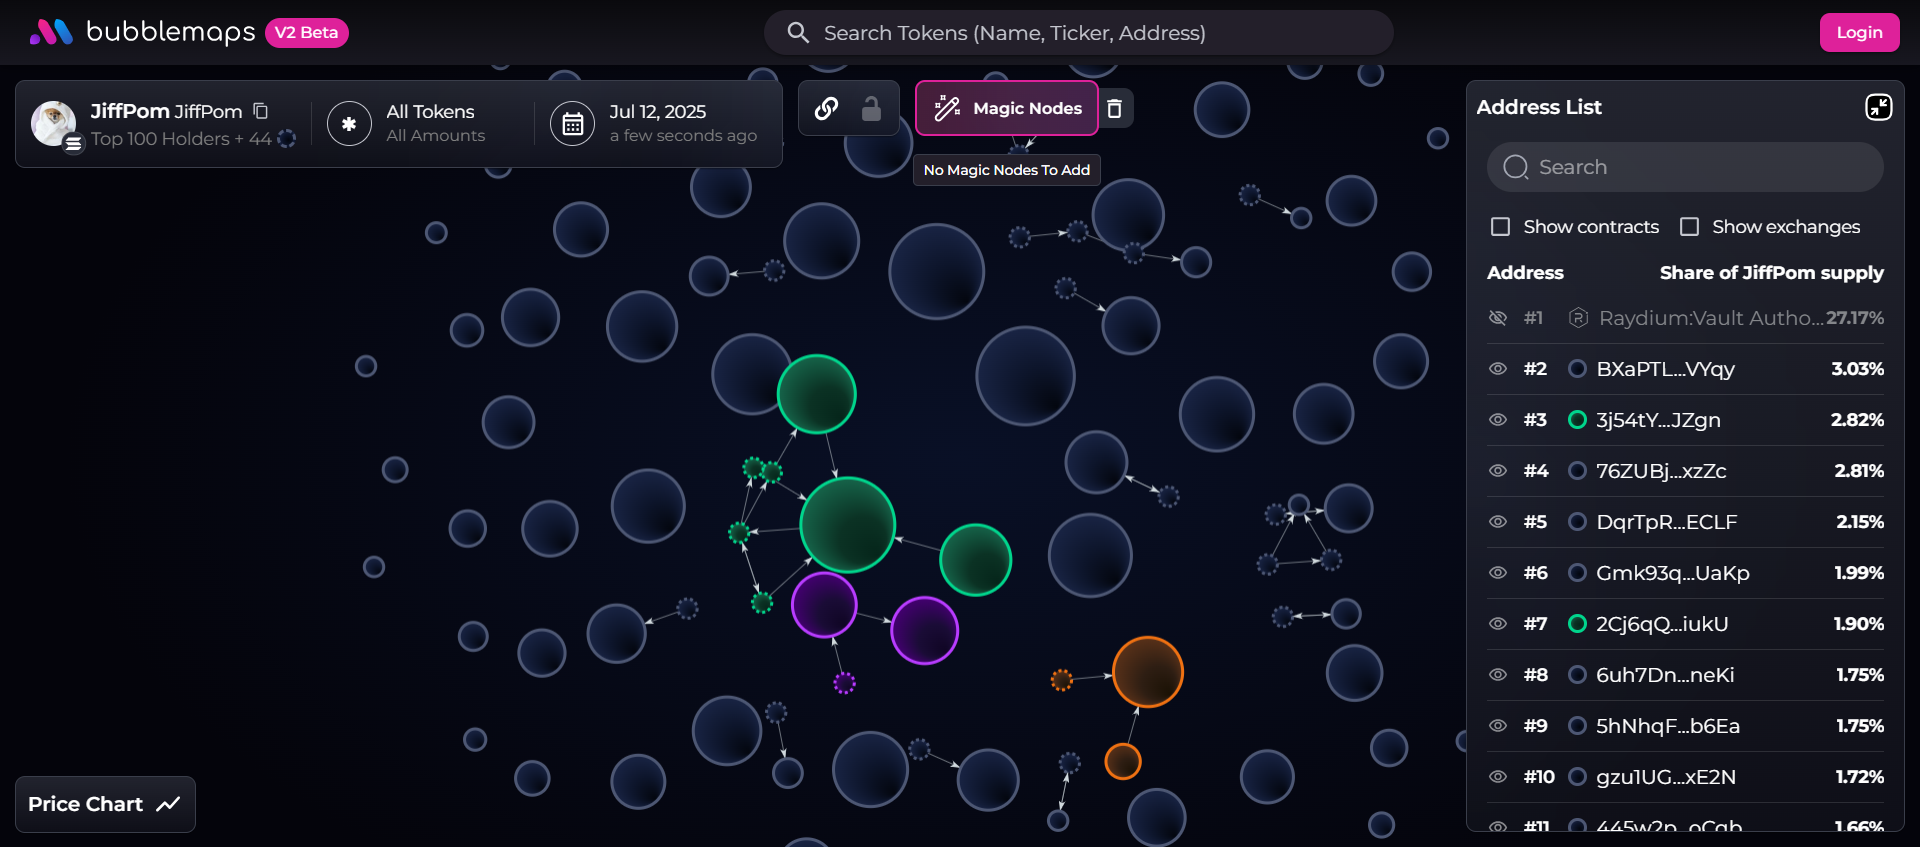 bubblemaps V2 Beta
Search Tokens (Name, Ticker, Address)
Login
JiffPom JiffPom
Top 100 Holders + 44
All Tokens
All Amounts
Jul 12, 2025
a few seconds ago
Magic Nodes
No Magic Nodes To Add
Address List
Search
Show contracts Show exchanges
Address Share of JiffPom supply
#1 Raydium:Vault Autho... 27.17%
#2 BXaPTL...VYqy 3.03%
#3 3j54tY...JZgn 2.82%
#4 76ZUBj...xzZc 2.81%
#5 DqrTpR...ECLF 2.15%
#6 Gmk93q...UaKp 1.99%
#7 2Cj6qQ...iukU 1.90%
#8 6uh7Dn...neKi 1.75%
#9 5hNhqF...b6Ea 1.75%
#10 gzu1UG...xE2N 1.72%
#11 1.66%
Price Chart